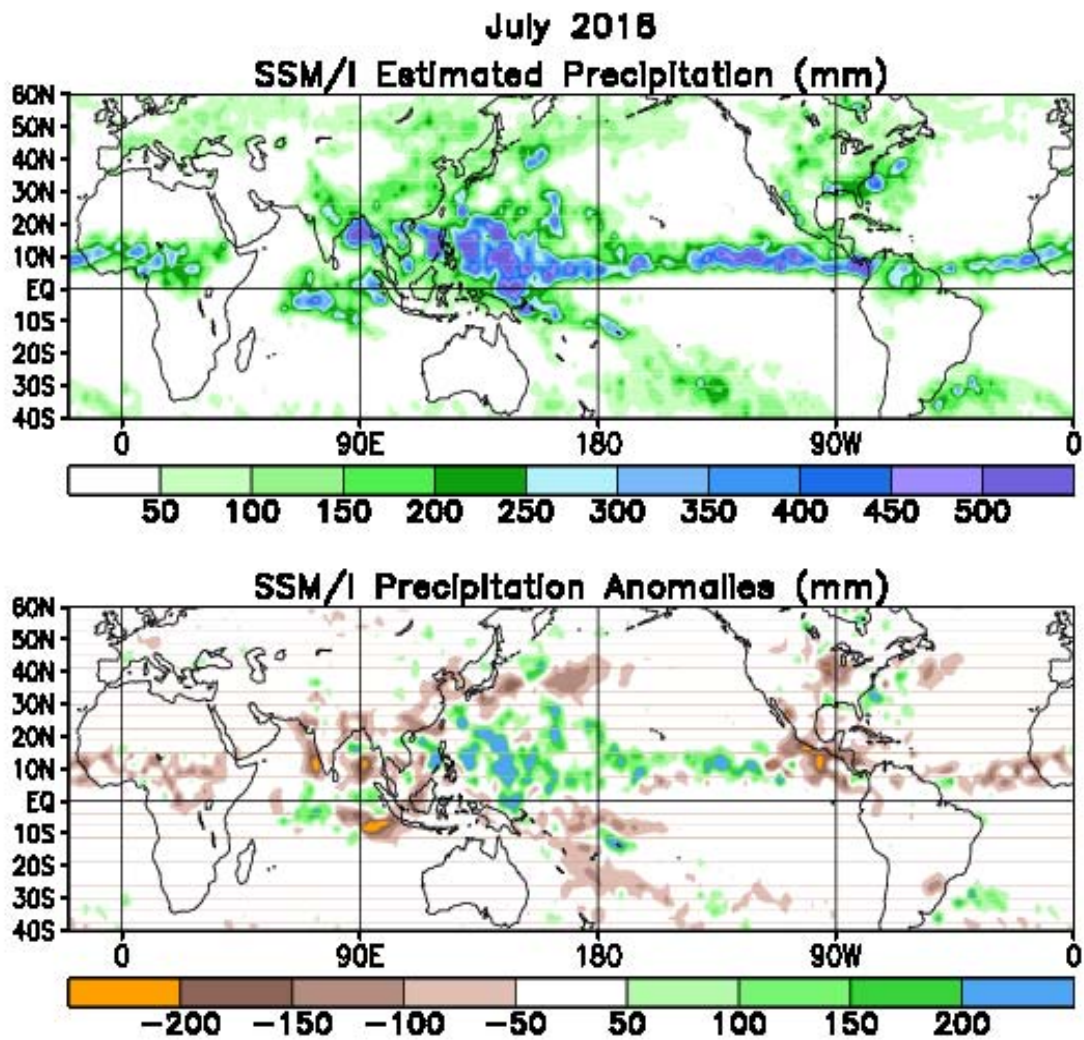 July 2018
SSM/I Estimated Precipitation (mm)
60N
50N
40N
30N
20N
10N
EQ
10S
20S
30S
40S
0 90E 180 90W 0
50 100 150 200 250 300 350 400 450 500
SSM/I Precipitation Anomalies (mm)
60N
50N
40N
30N
20N
10N
EQ
10S
20S
30S
40S
0 90E 180 90W 0
-200 -150 -100 -50 50 100 150 200